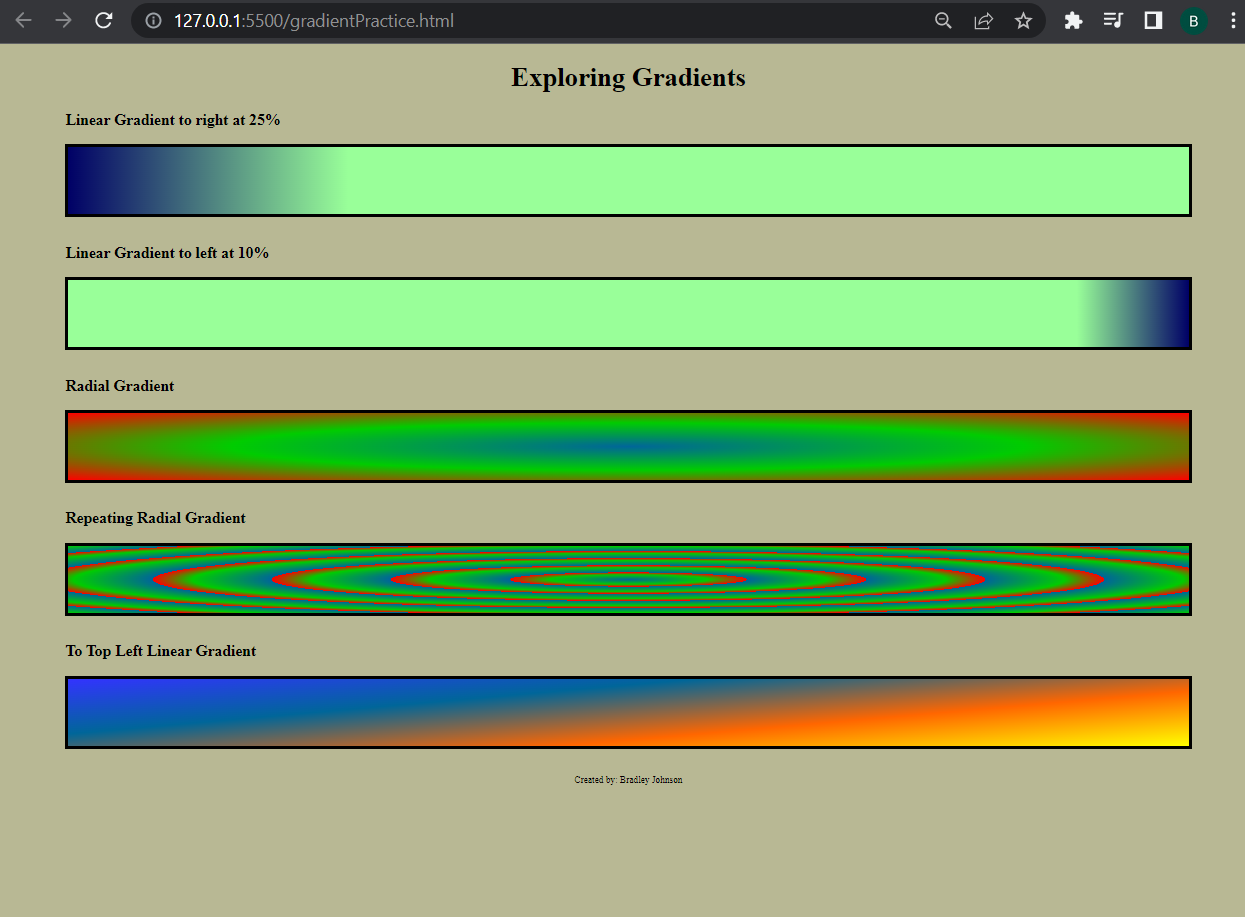 127.0.0.1:5500/gradientPractice.html
B
Exploring Gradients
Linear Gradient to right at 25%
Linear Gradient to left at 10%
Radial Gradient
Repeating Radial Gradient
To Top Left Linear Gradient
Created by: Bradley Johnson